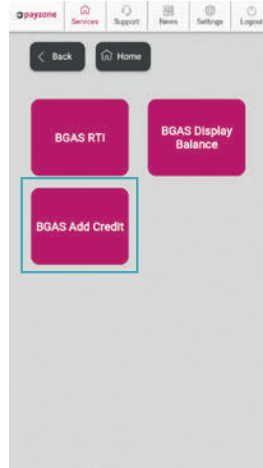 payzone
Services
Support
News
Settings
Logout
Back
Home
BGAS RTI
BGAS Display
Balance
BGAS Add Credit